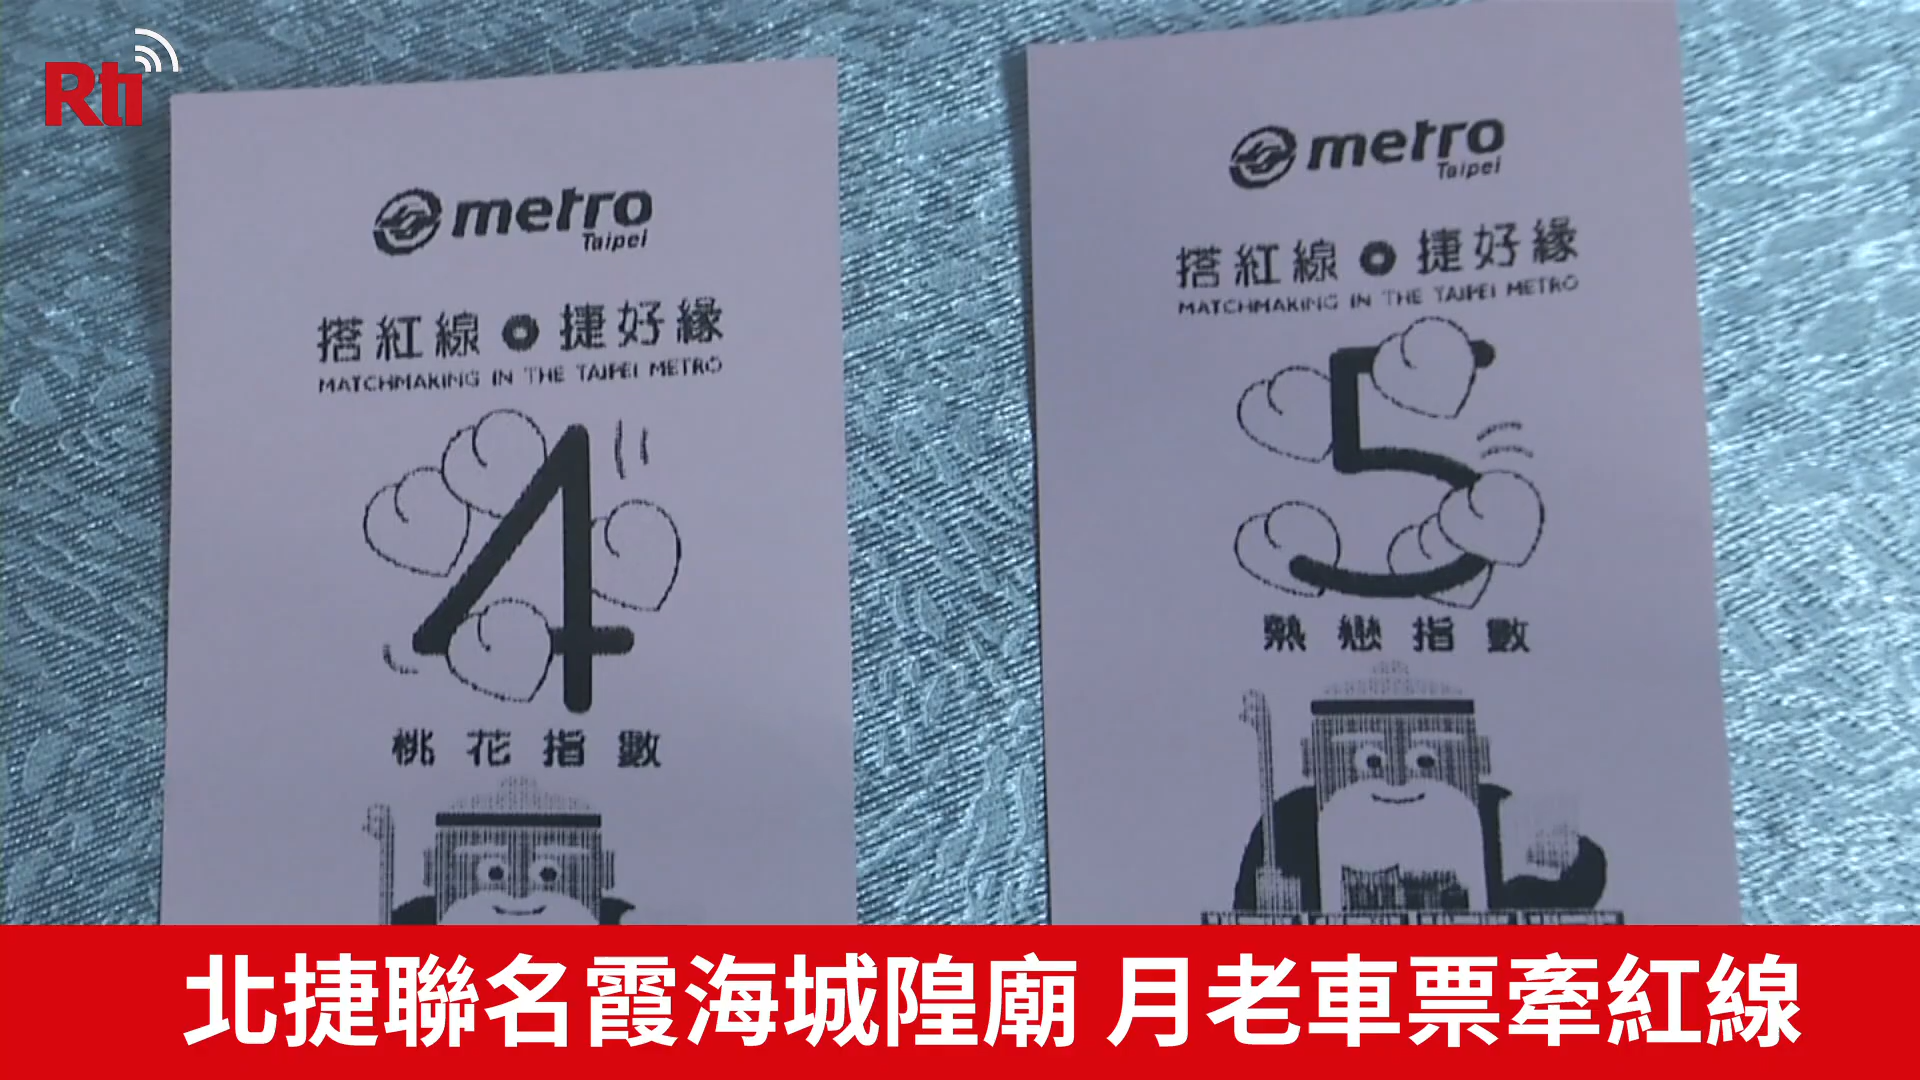 Rti
metro
Taipei
搭紅線 捷好緣
MATCHMAKING IN THE TAIPEI METRO
4
桃花指數
metro
Taipei
搭紅線 捷好緣
MATCHMAKING IN THE TAIPEI METRO
5
熱戀指數
北捷聯名霞海城隍廟 月老車票牽紅線